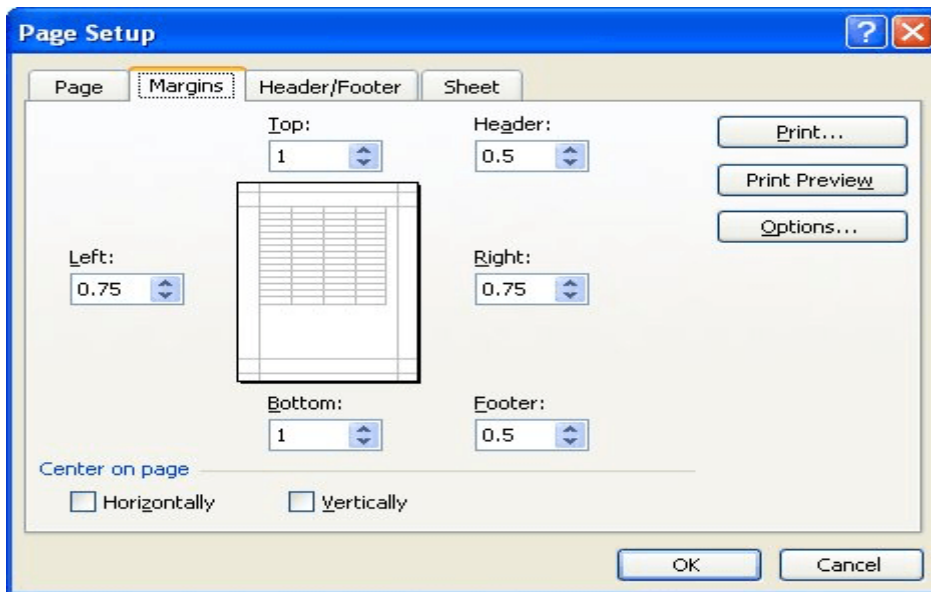 Page Setup
Page Margins Header/Footer Sheet
Top: Header:
1 0.5
Print...
Print Preview
Options...
Left: Right:
0.75 0.75
Bottom: Footer:
1 0.5
Center on page
Horizontally Vertically
OK Cancel